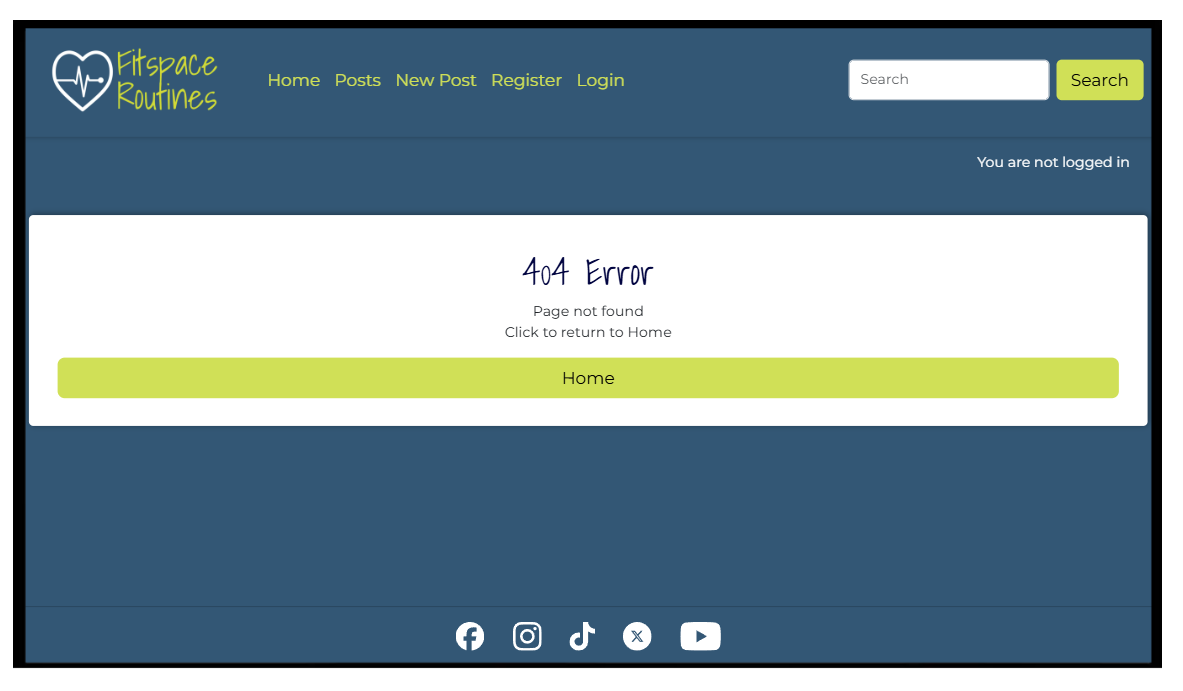 Fitspace
Routines
Home Posts New Post Register Login
Search
Search
You are not logged in
404 Error
Page not found
Click to return to Home
Home